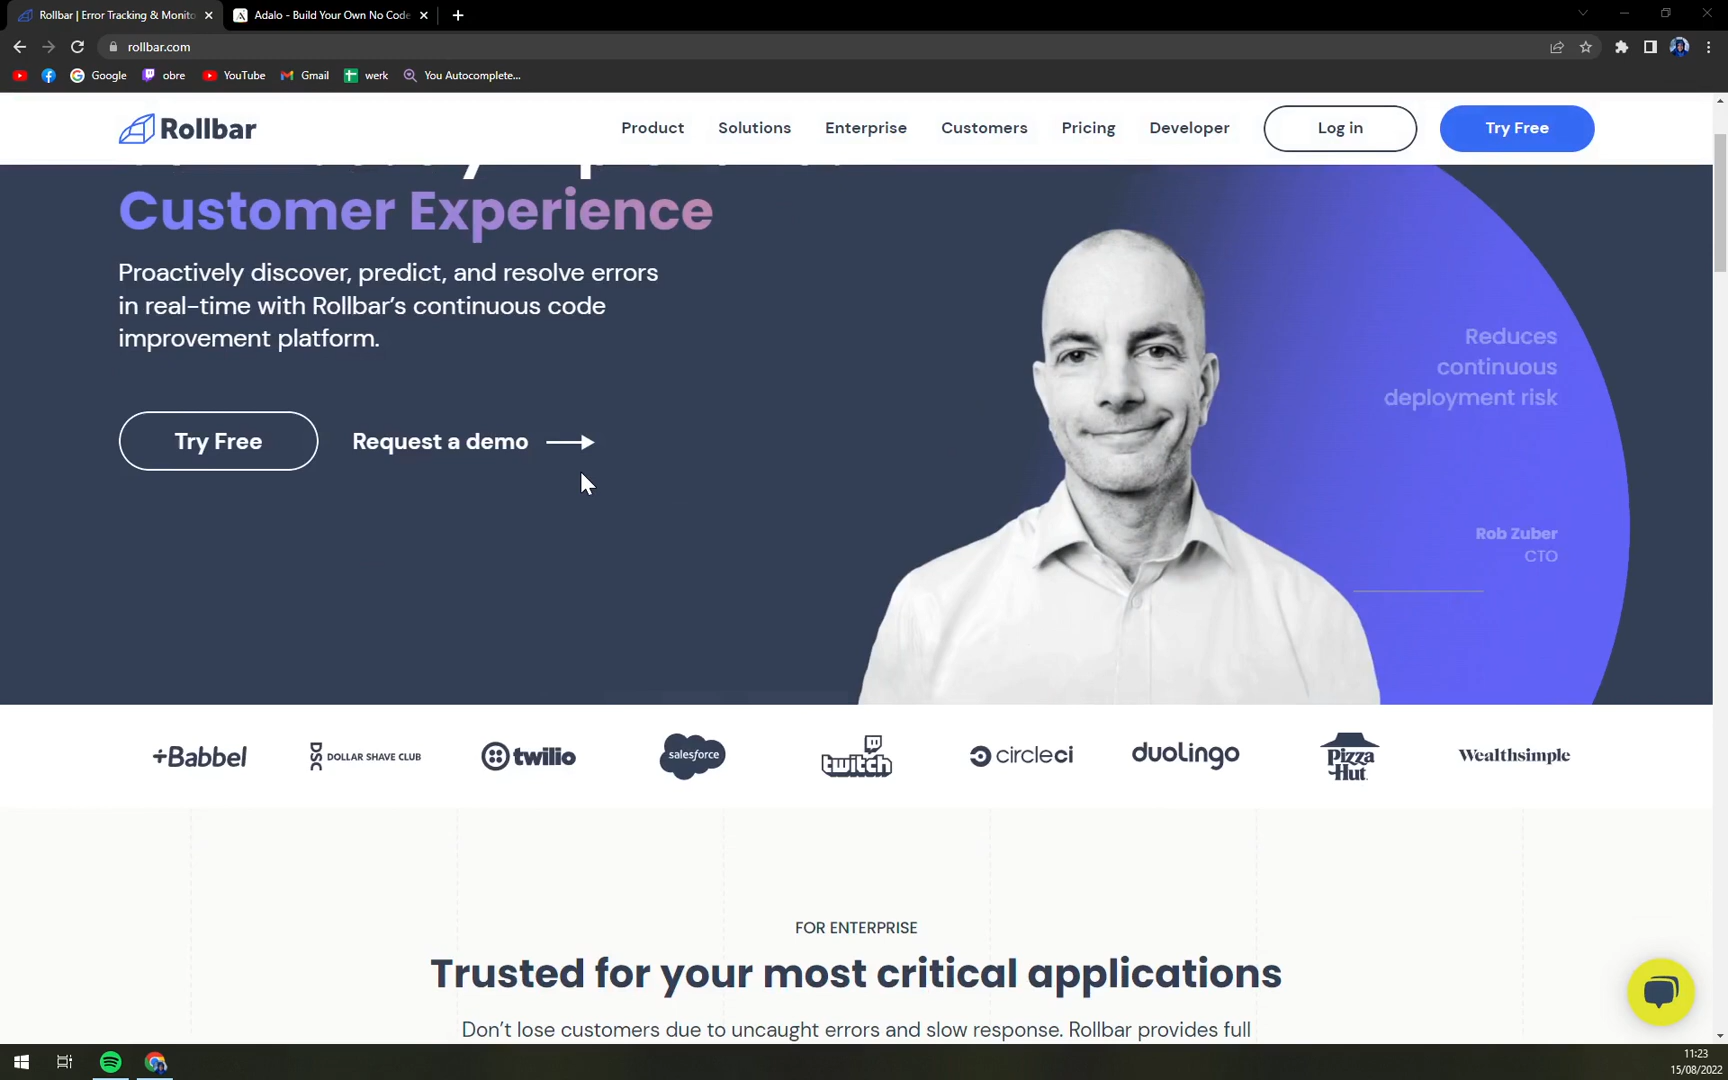 Rollbar | Error Tracking & Monito
Adalo - Build Your Own No Code
rollbar.com
Google
obre
YouTube
Gmail
werk
You Autocomplete...
Rollbar
Product
Solutions
Enterprise
Customers
Pricing
Developer
Log in
Try Free
Customer Experience
Proactively discover, predict, and resolve errors
in real-time with Rollbar’s continuous code
improvement platform.
Try Free
Request a demo
Reduces
continuous
deployment risk
Rob Zuber
CTO
+Babbel
DSC DOLLAR SHAVE CLUB
twilio
salesforce
twitch
circleci
duolingo
Pizza
Hut
Wealthsimple
FOR ENTERPRISE
Trusted for your most critical applications
Don’t lose customers due to uncaught errors and slow response. Rollbar provides full
11:23
15/08/2022